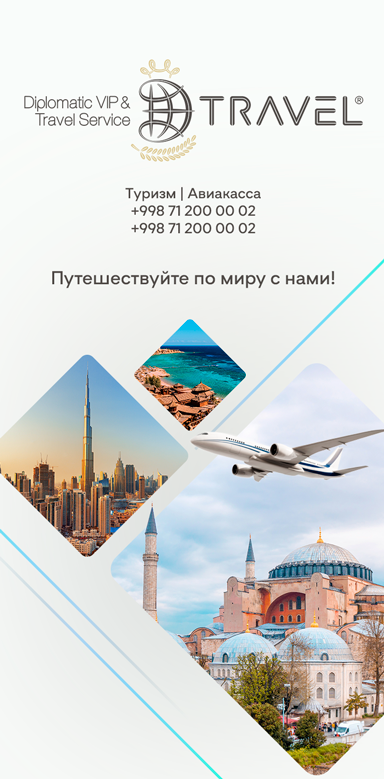 Diplomatic VIP &
Travel Service
TRAVEL®
Туризм | Авиакасса
+998 71 200 00 02
+998 71 200 00 02
Путешествуйте по миру с нами!